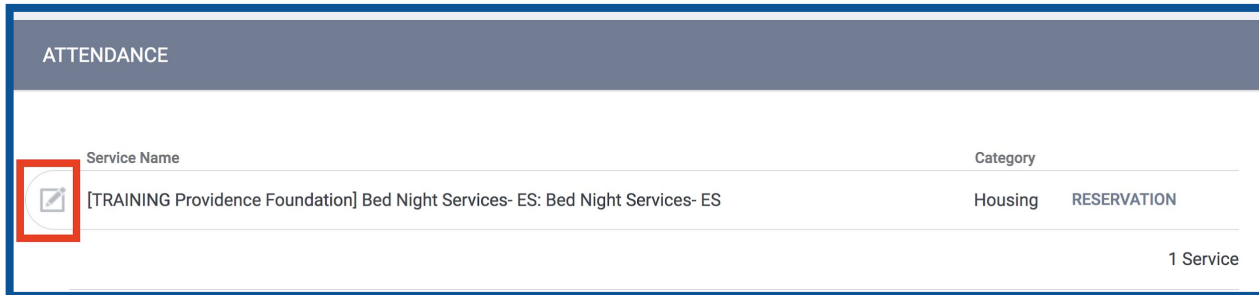 ATTENDANCE
Service Name Category
[TRAINING Providence Foundation] Bed Night Services- ES: Bed Night Services- ES Housing RESERVATION
1 Service